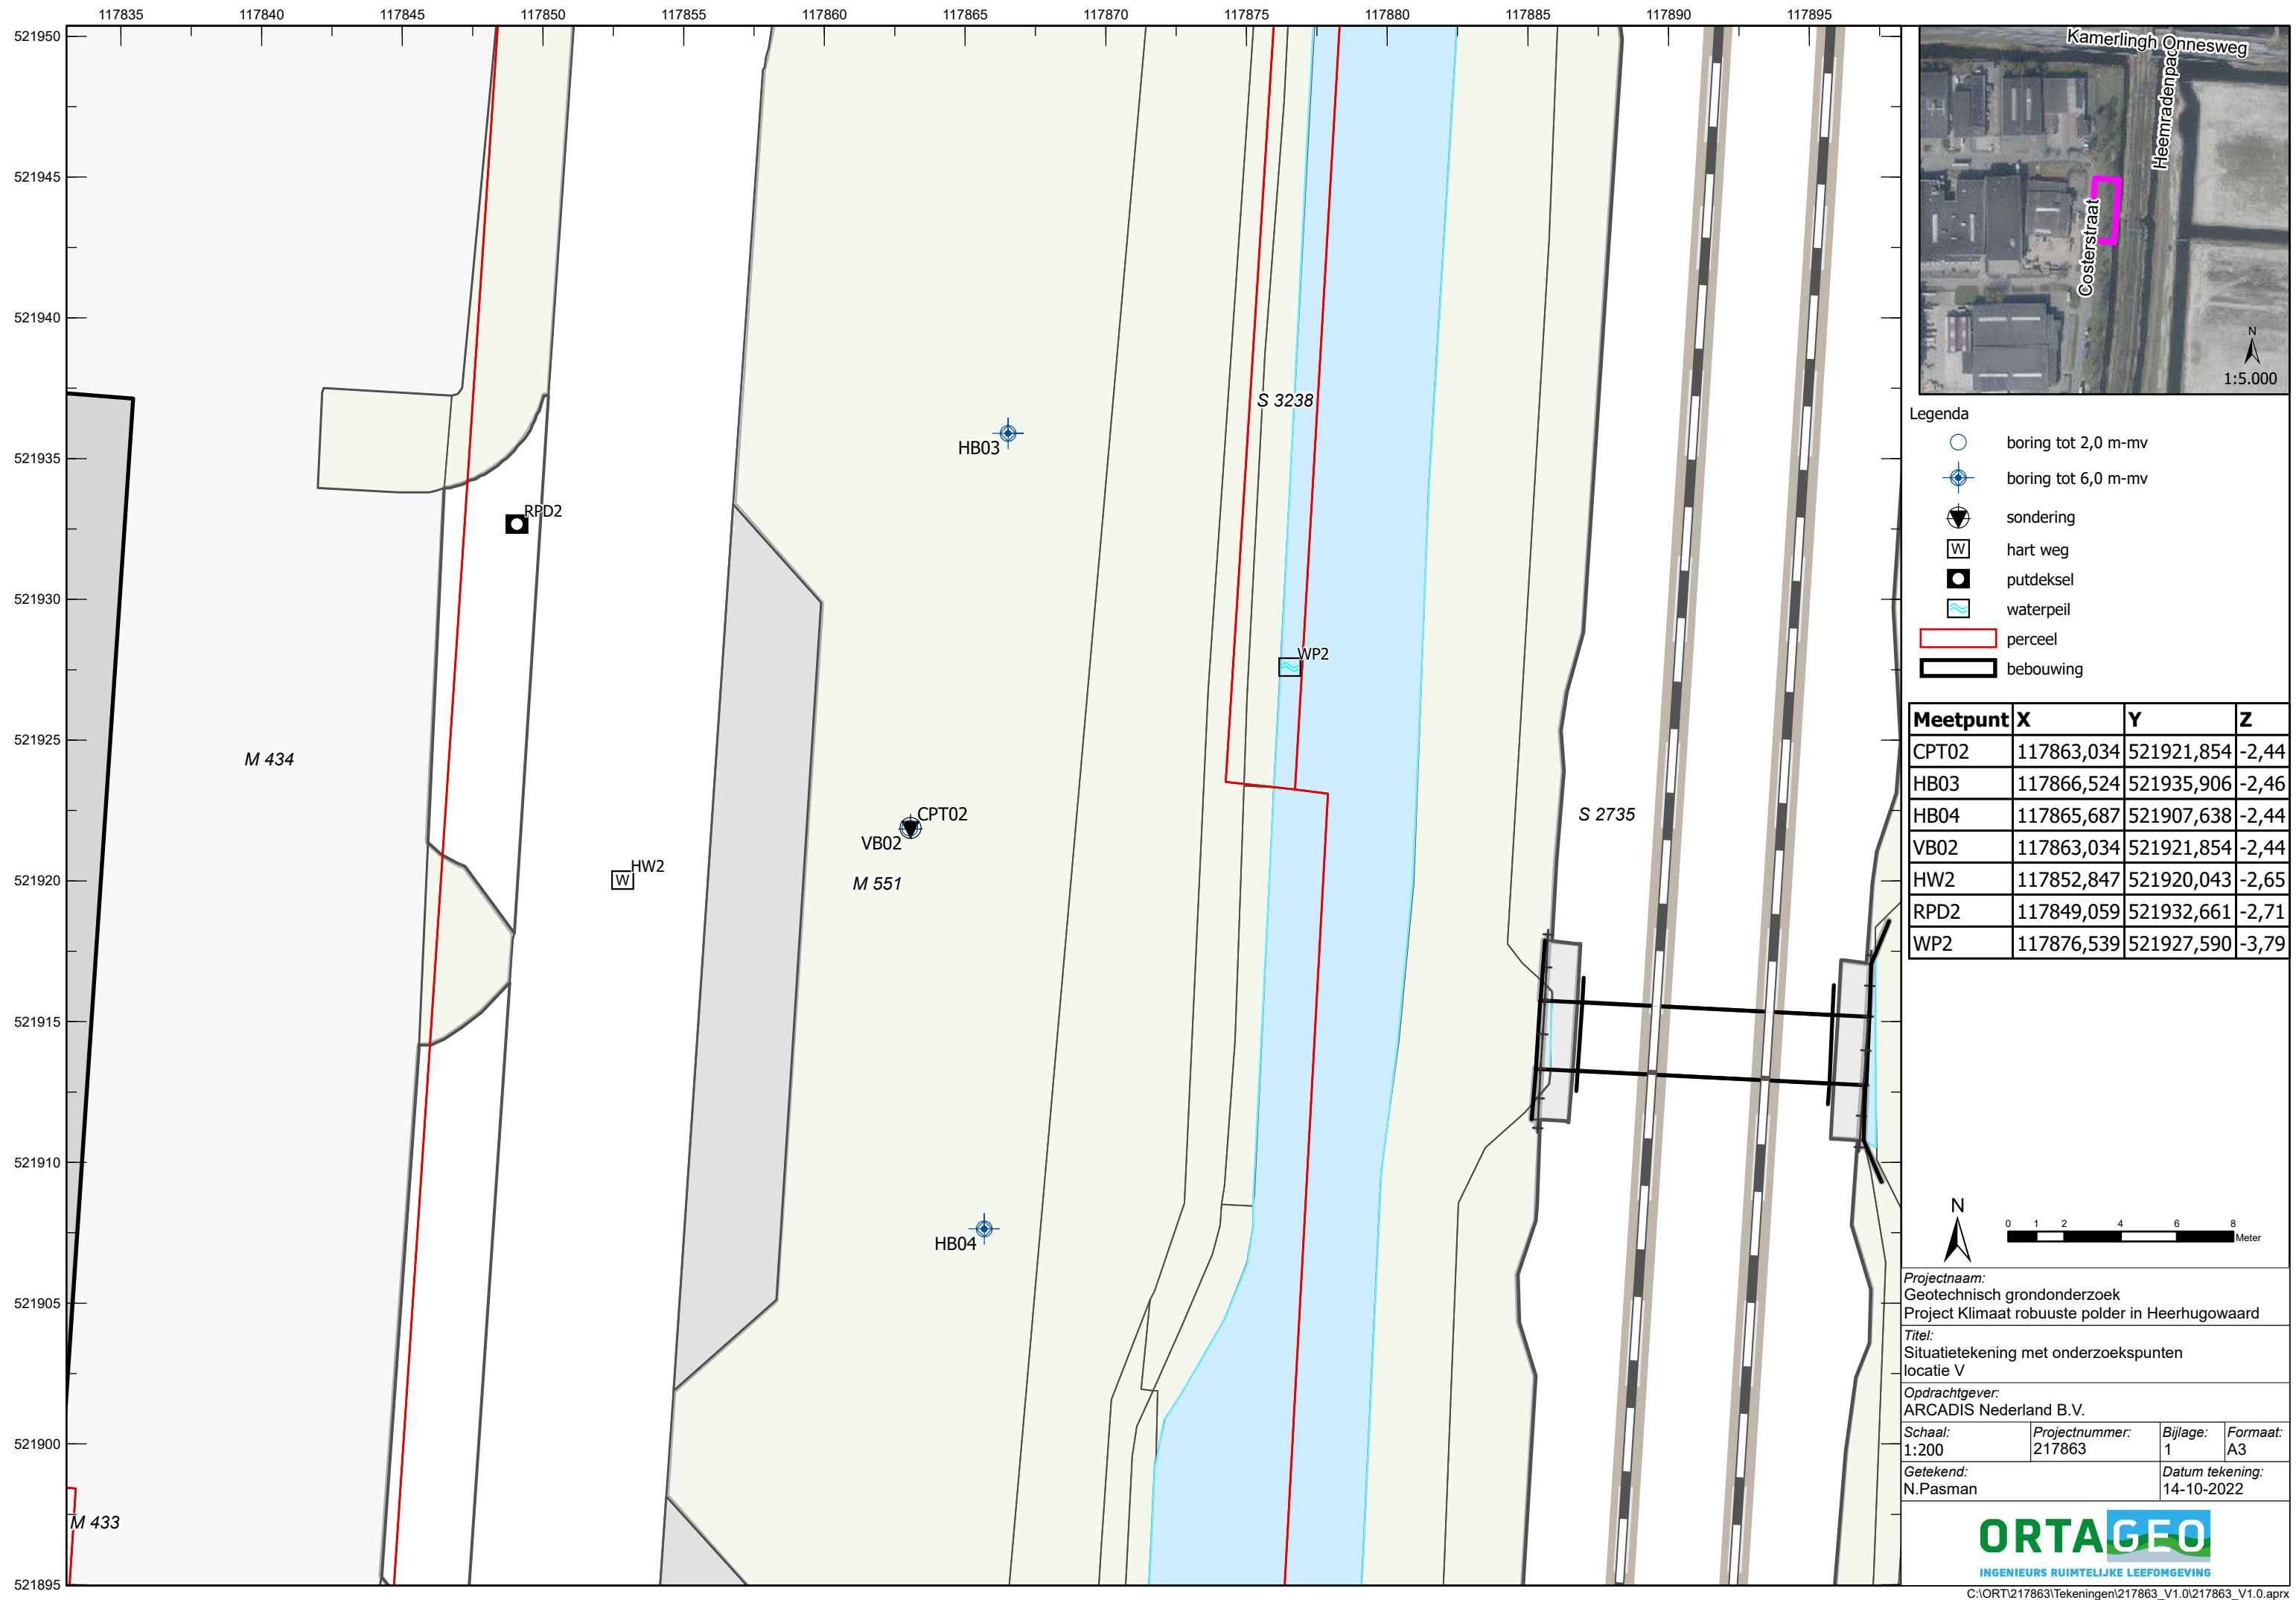 117835 117840 117845 117850 117855 117860 117865 117870 117875 117880 117885 117890 117895
521950
521945
521940
521935
521930
521925
521920
521915
521910
521905
521900
521895
HB03
S 3238
RPD2
WP2
M 434
CPT02
VB02
S 2735
HW2
W
M 551
HB04
M 433
Kamerlingh Onnesweg
Heemradenpad
Costerstraat
N
1:5.000
Legenda
boring tot 2,0 m-mv
boring tot 6,0 m-mv
sondering
W hart weg
putdeksel
waterpeil
perceel
bebouwing
Meetpunt X Y Z
CPT02 117863,034 521921,854 -2,44
HB03 117866,524 521935,906 -2,46
HB04 117865,687 521907,638 -2,44
VB02 117863,034 521921,854 -2,44
HW2 117852,847 521920,043 -2,65
RPD2 117849,059 521932,661 -2,71
WP2 117876,539 521927,590 -3,79
N
0 1 2 4 6 8
Meter
Projectnaam:
Geotechnisch grondonderzoek
Project Klimaat robuuste polder in Heerhugowaard
Titel:
Situatietekening met onderzoekspunten
locatie V
Opdrachtgever:
ARCADIS Nederland B.V.
Schaal: Projectnummer: Bijlage: Formaat:
1:200 217863 1 A3
Getekend: Datum tekening:
N.Pasman 14-10-2022
ORTAGEO
INGENIEURS RUIMTELIJKE LEEFOMGEVING
C:\ORT\217863\Tekeningen\217863_V1.0\217863_V1.0.aprx